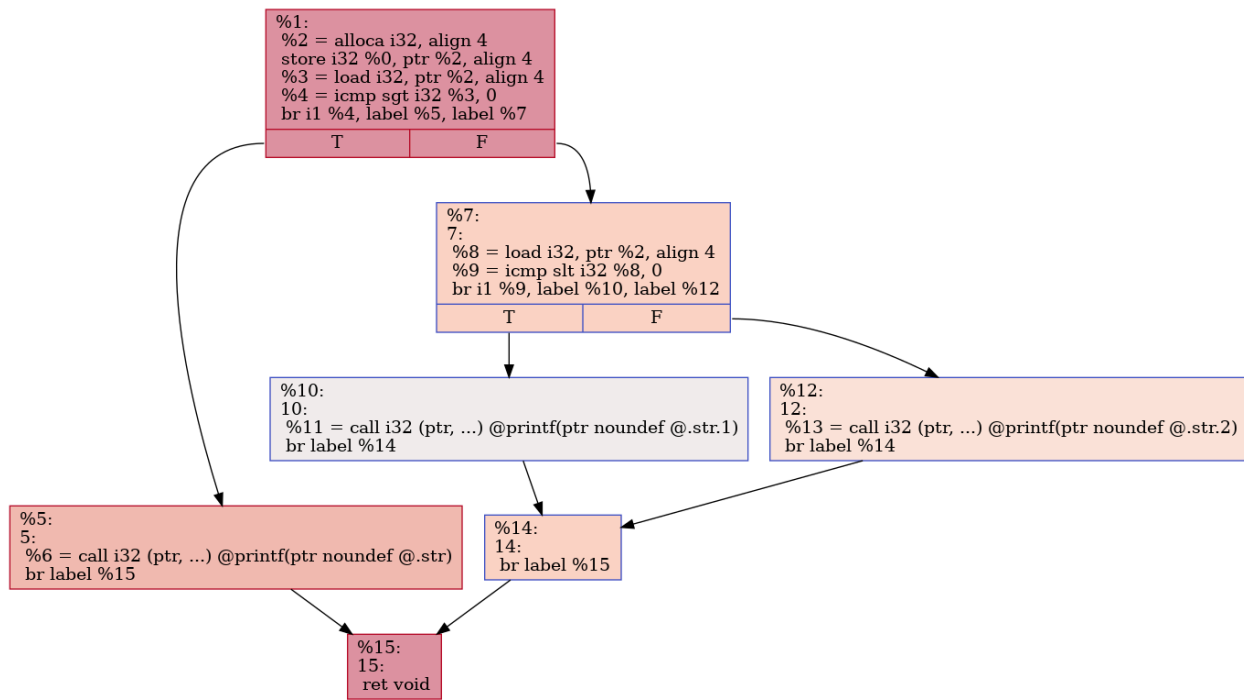 %1:
%2 = alloca i32, align 4
store i32 %0, ptr %2, align 4
%3 = load i32, ptr %2, align 4
%4 = icmp sgt i32 %3, 0
br i1 %4, label %5, label %7
T F
%7:
7:
%8 = load i32, ptr %2, align 4
%9 = icmp slt i32 %8, 0
br i1 %9, label %10, label %12
T F
%10:
10:
%11 = call i32 (ptr, ...) @printf(ptr noundef @.str.1)
br label %14
%12:
12:
%13 = call i32 (ptr, ...) @printf(ptr noundef @.str.2)
br label %14
%5:
5:
%6 = call i32 (ptr, ...) @printf(ptr noundef @.str)
br label %15
%14:
14:
br label %15
%15:
15:
ret void